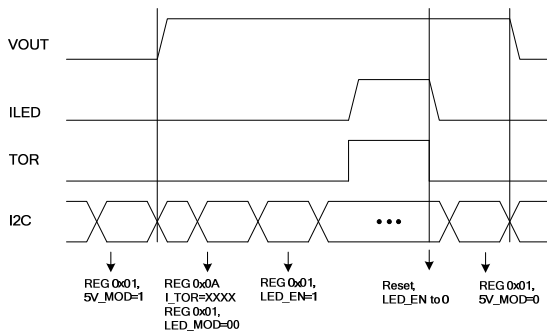 VOUT
ILED
TOR
I2C
REG 0x01,
5V_MOD=1
REG 0x0A
I_TOR=XXXX
REG 0x01,
LED_MOD=00
REG 0x01,
LED_EN=1
Reset,
LED_EN to 0
REG 0x01,
5V_MOD=0